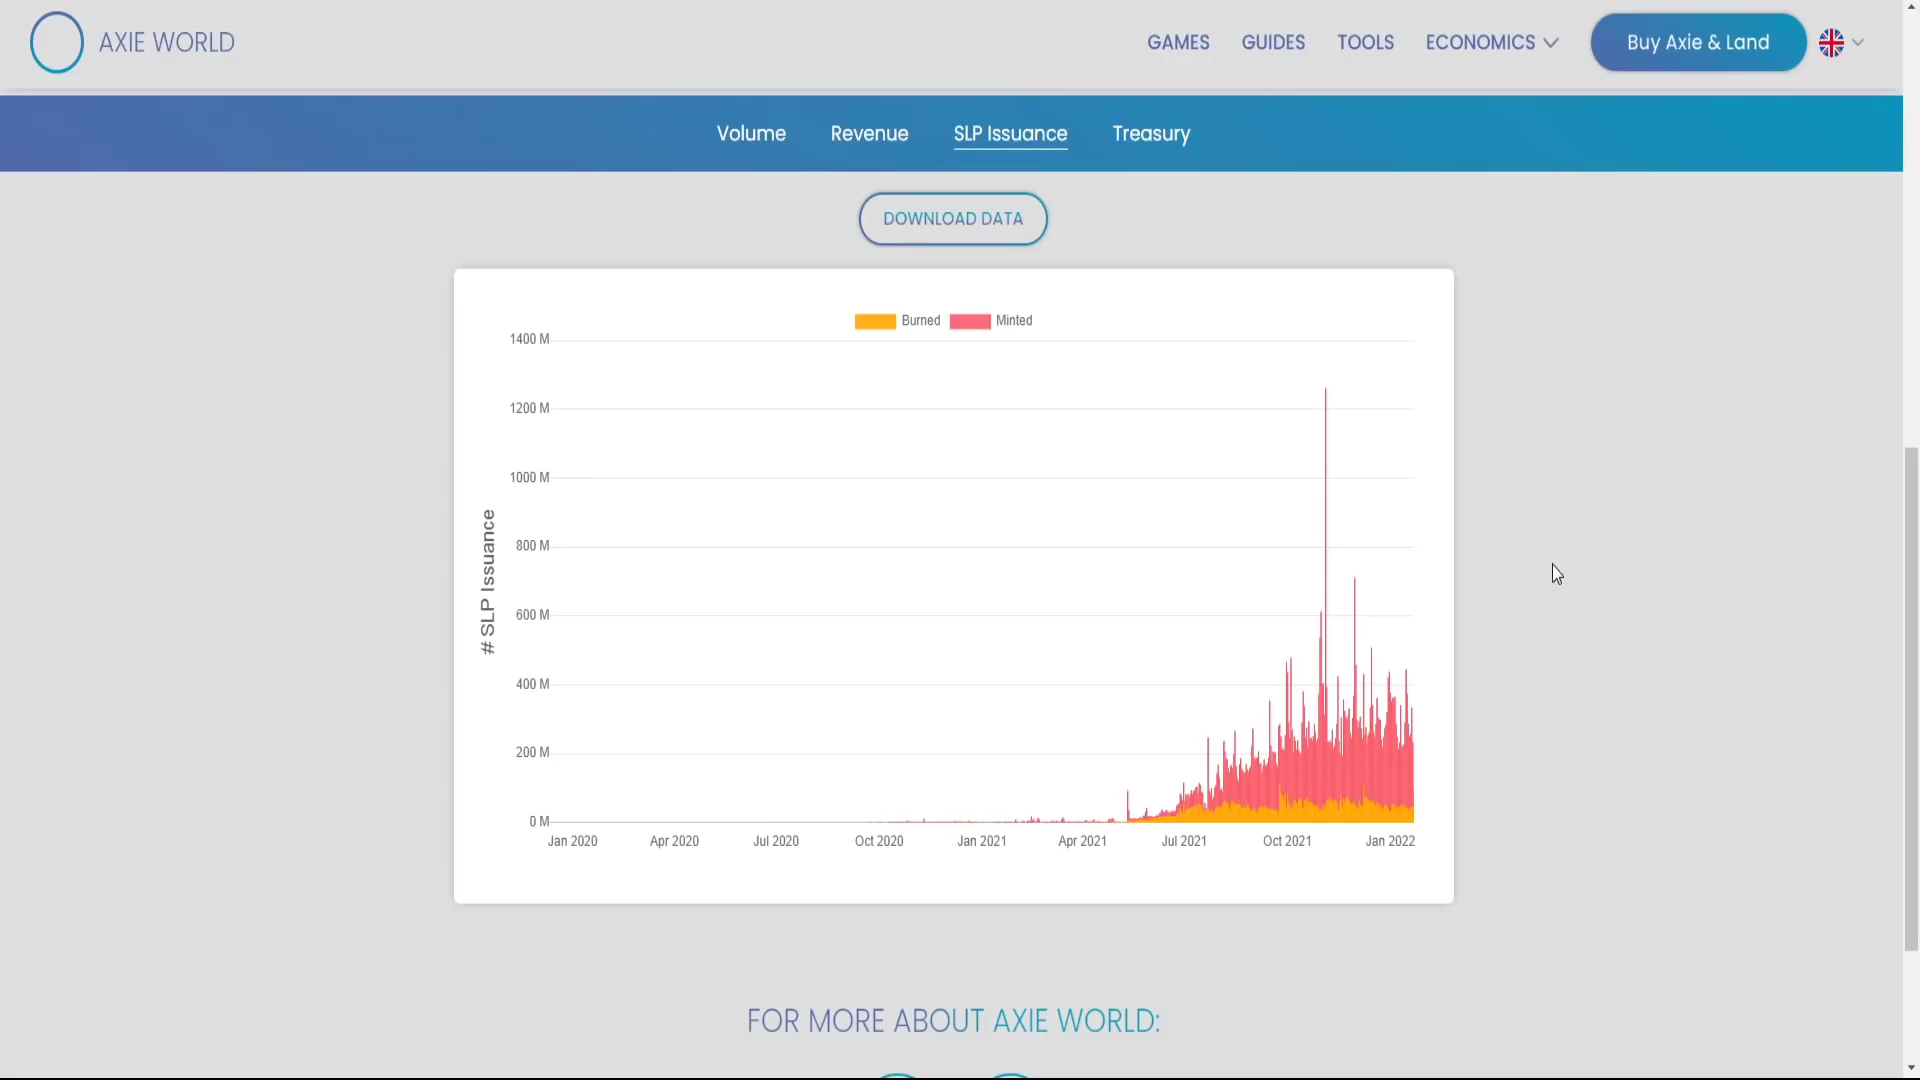 AXIE WORLD
GAMES GUIDES TOOLS ECONOMICS Buy Axie & Land
Volume Revenue SLP Issuance Treasury
DOWNLOAD DATA
Burned Minted
1400 M
1200 M
1000 M
800 M
600 M
400 M
200 M
0 M
# SLP Issuance
Jan 2020 Apr 2020 Jul 2020 Oct 2020 Jan 2021 Apr 2021 Jul 2021 Oct 2021 Jan 2022
FOR MORE ABOUT AXIE WORLD: